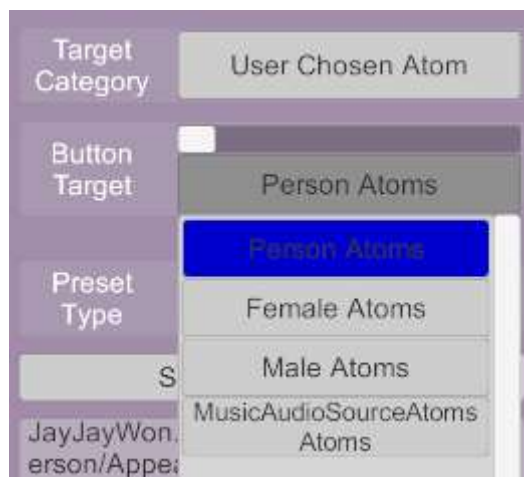 Target
Category
User Chosen Atom
Button
Target
Person Atoms
Person Atoms
Preset
Type
Female Atoms
Male Atoms
S
MusicAudioSourceAtoms
Atoms
JayJayWon.
erson/Appea